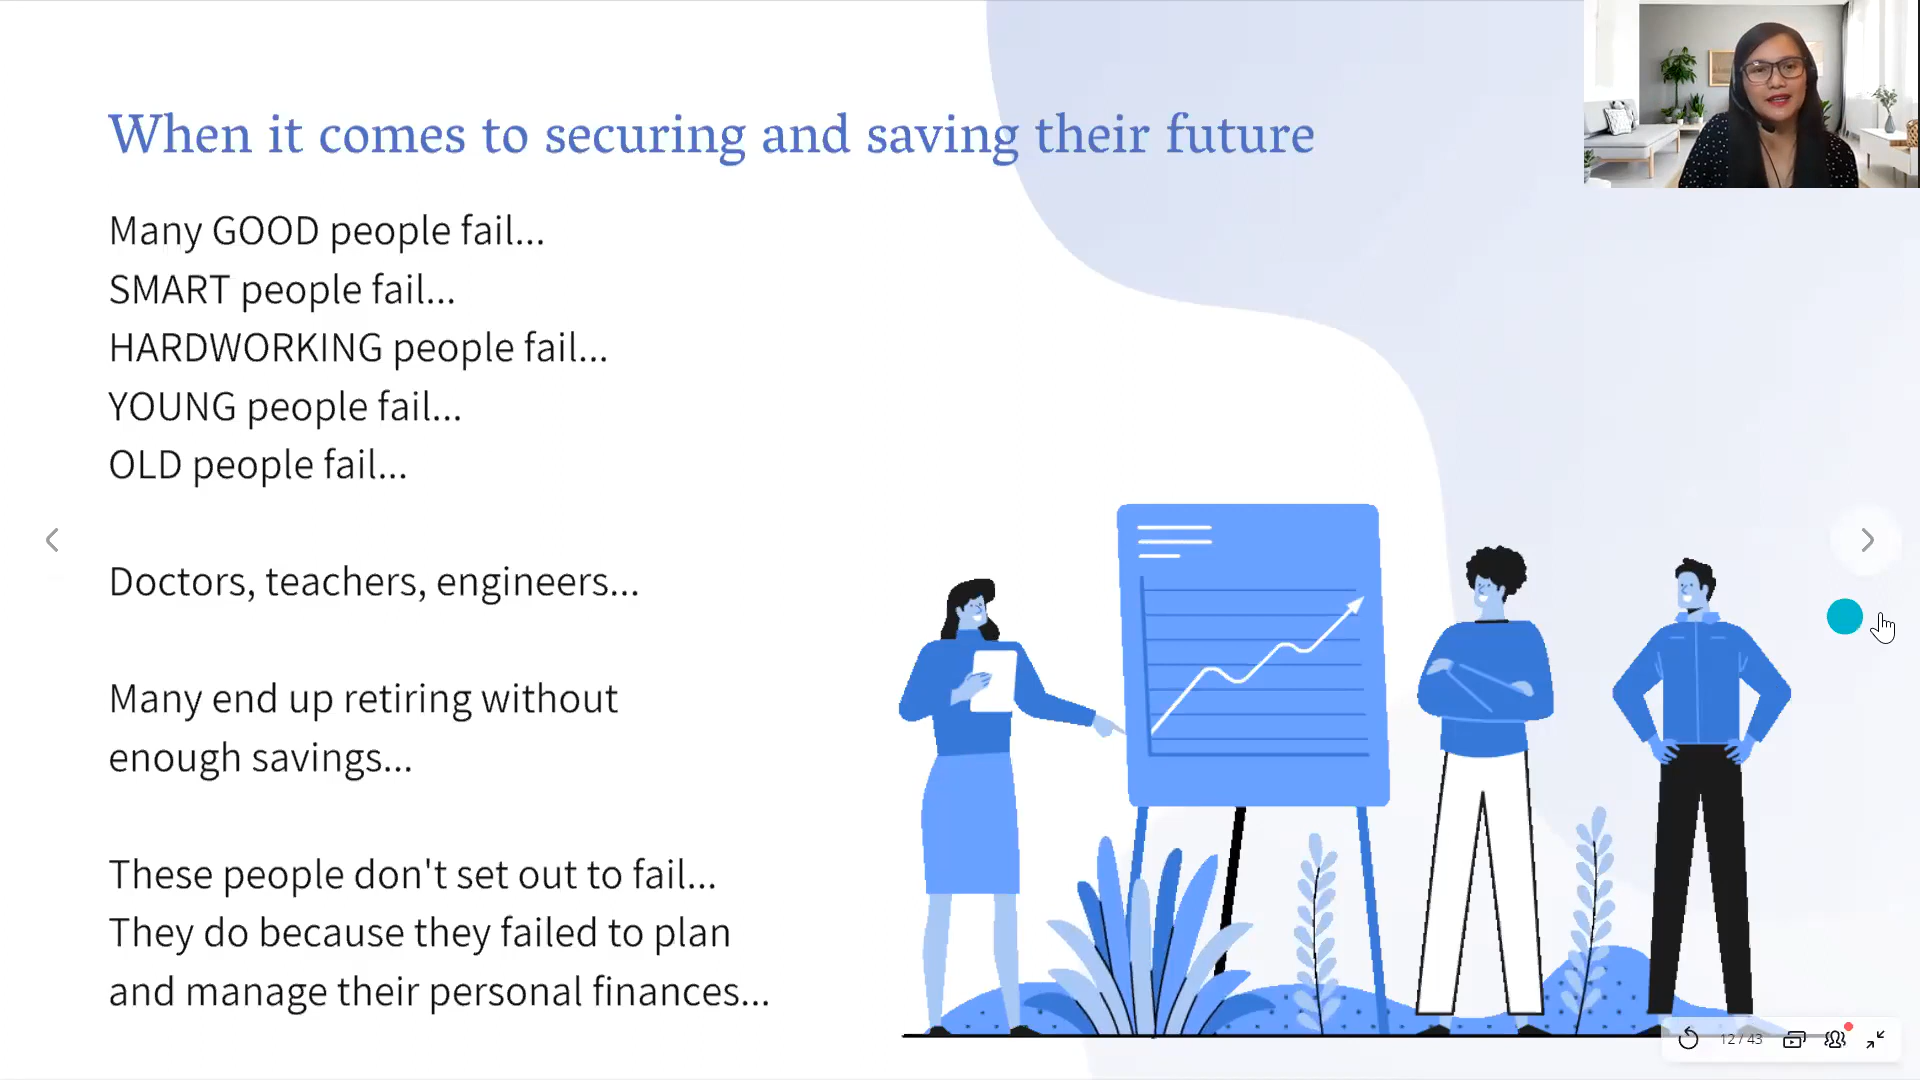 When it comes to securing and saving their future
Many GOOD people fail...
SMART people fail...
HARDWORKING people fail...
YOUNG people fail...
OLD people fail...
Doctors, teachers, engineers...
Many end up retiring without
enough savings...
These people don't set out to fail...
They do because they failed to plan
and manage their personal finances...
12 / 43